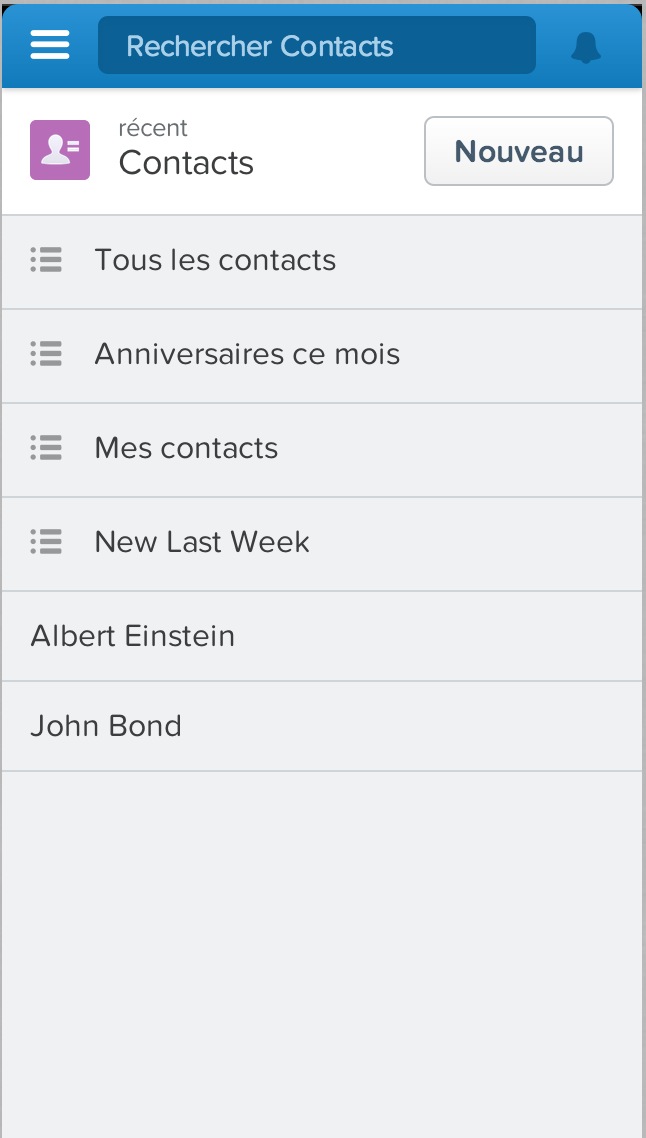 Rechercher Contacts
récent
Contacts
Nouveau
Tous les contacts
Anniversaires ce mois
Mes contacts
New Last Week
Albert Einstein
John Bond